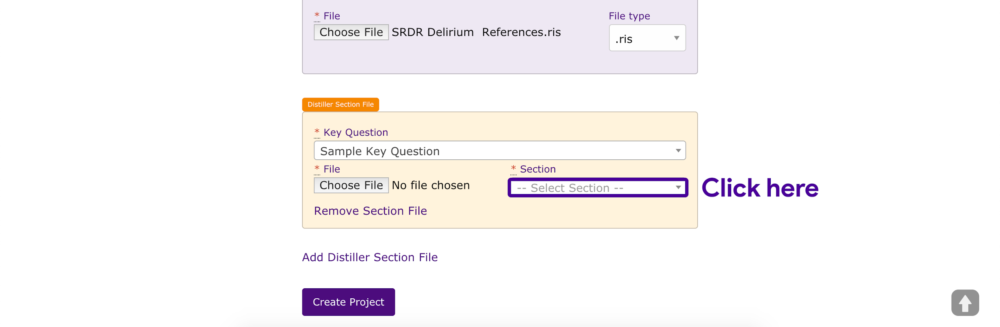 * File
File type
Choose File SRDR Delirium References.ris
.ris
Distiller Section File
* Key Question
Sample Key Question
* File
* Section
Choose File No file chosen
-- Select Section --
Click here
Remove Section File
Add Distiller Section File
Create Project